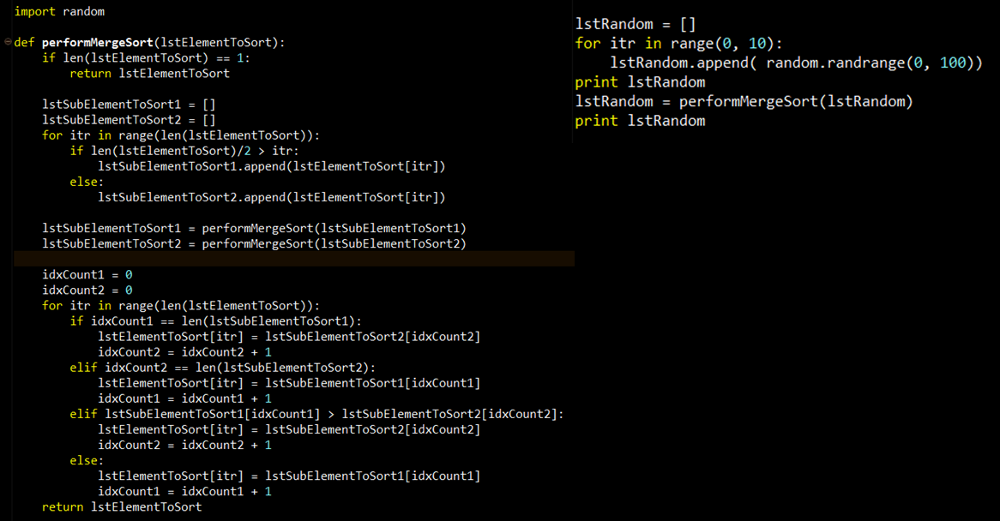 import random
def performMergeSort(lstElementToSort):
    if len(lstElementToSort) == 1:
        return lstElementToSort
    lstSubElementToSort1 = []
    lstSubElementToSort2 = []
    for itr in range(len(lstElementToSort)):
        if len(lstElementToSort)/2 > itr:
            lstSubElementToSort1.append(lstElementToSort[itr])
        else:
            lstSubElementToSort2.append(lstElementToSort[itr])
    lstSubElementToSort1 = performMergeSort(lstSubElementToSort1)
    lstSubElementToSort2 = performMergeSort(lstSubElementToSort2)
    idxCount1 = 0
    idxCount2 = 0
    for itr in range(len(lstElementToSort)):
        if idxCount1 == len(lstSubElementToSort1):
            lstElementToSort[itr] = lstSubElementToSort2[idxCount2]
            idxCount2 = idxCount2 + 1
        elif idxCount2 == len(lstSubElementToSort2):
            lstElementToSort[itr] = lstSubElementToSort1[idxCount1]
            idxCount1 = idxCount1 + 1
        elif lstSubElementToSort1[idxCount1] > lstSubElementToSort2[idxCount2]:
            lstElementToSort[itr] = lstSubElementToSort2[idxCount2]
            idxCount2 = idxCount2 + 1
        else:
            lstElementToSort[itr] = lstSubElementToSort1[idxCount1]
            idxCount1 = idxCount1 + 1
    return lstElementToSort
lstRandom = []
for itr in range(0, 10):
    lstRandom.append( random.randrange(0, 100))
print lstRandom
lstRandom = performMergeSort(lstRandom)
print lstRandom